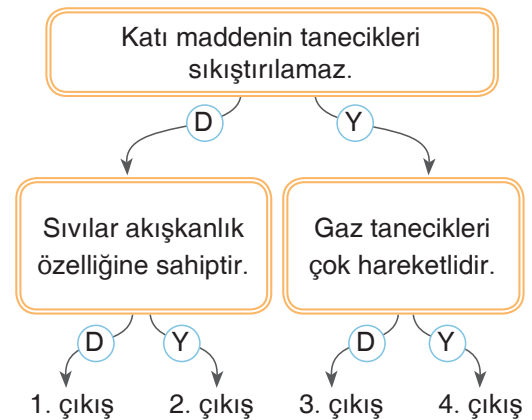 Katı maddenin tanecikleri
sıkıştırılamaz.
D
Y
Sıvılar akışkanlık
özelliğine sahiptir.
Gaz tanecikleri
çok hareketlidir.
D
Y
D
Y
1. çıkış
2. çıkış
3. çıkış
4. çıkış